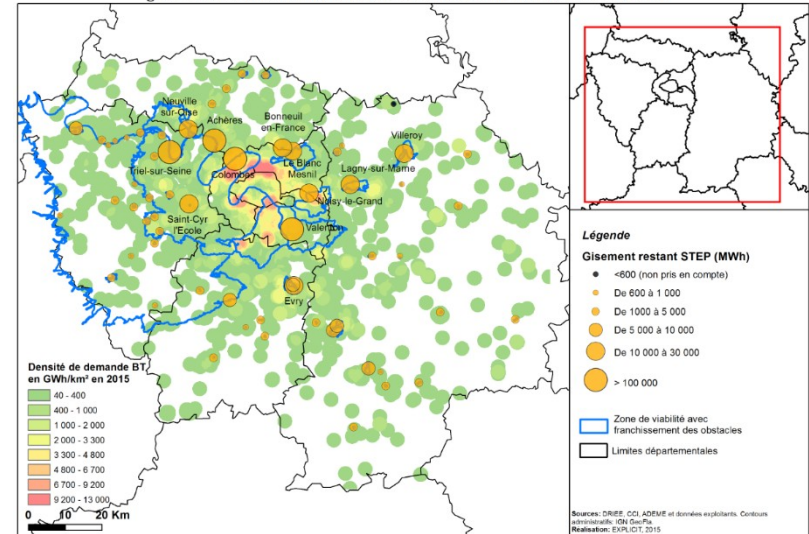 Neuville
sur-Oise
Achères
Bonneuil
en-France
Villeroy
Triel-sur-Seine
Colombes
Le Blanc
Mesnil
Lagny-sur-Marne
Noisy-le-Grand
Saint-Cyr
l'Ecole
Valenton
Evry
Densité de demande BT
en GWh/km² en 2015
40 - 400
400 - 1 000
1 000 - 2 000
2 000 - 3 300
3 300 - 4 800
4 800 - 6 700
6 700 - 9 200
9 200 - 13 000
0 10 20 Km
Légende
Gisement restant STEP (MWh)
<600 (non pris en compte)
De 600 à 1 000
De 1000 à 5 000
De 5 000 à 10 000
De 10 000 à 30 000
> 100 000
Zone de viabilité avec
franchissement des obstacles
Limites départementales
Sources: DRIEE, CCI, ADEME et données exploitants. Contours
administratifs: IGN GeoFla.
Réalisation: EXPLICIT, 2015